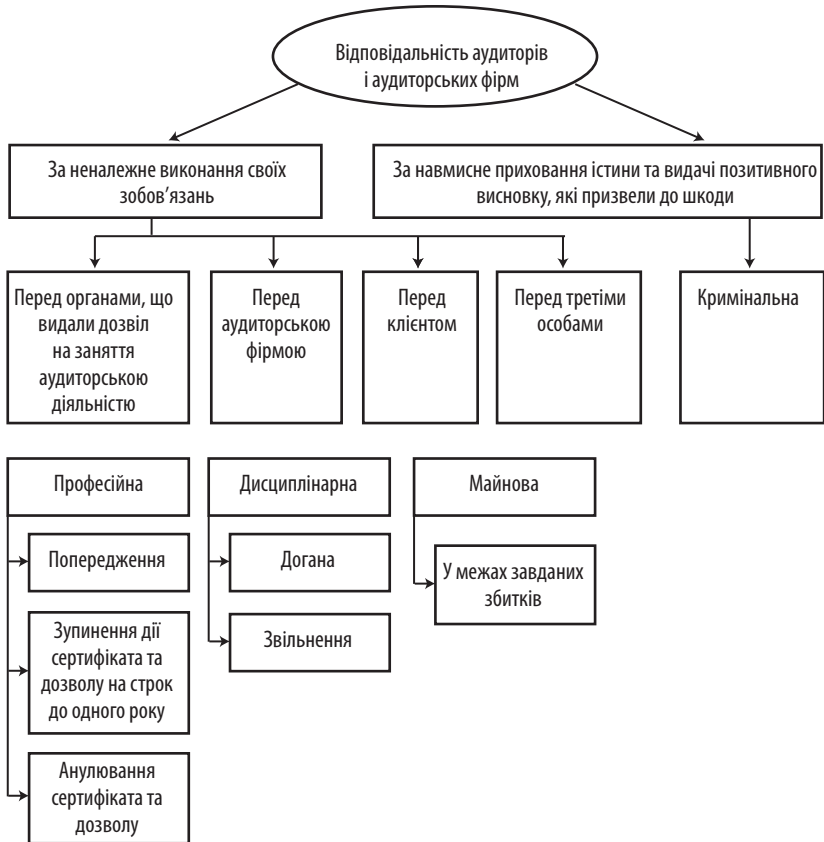 Відповідальність аудиторів
і аудиторських фірм
За неналежне виконання своїх
зобов’язань
За навмисне приховання істини та видачі позитивного
висновку, які призвели до шкоди
Перед органами, що
видали дозвіл
на заняття
аудиторською
діяльністю
Перед
аудиторською
фірмою
Перед
клієнтом
Перед третіми
особами
Кримінальна
Професійна
Попередження
Зупинення дії
сертифіката та
дозволу на строк
до одного року
Анулювання
сертифіката та
дозволу
Дисциплінарна
Догана
Звільнення
Майнова
У межах завданих
збитків